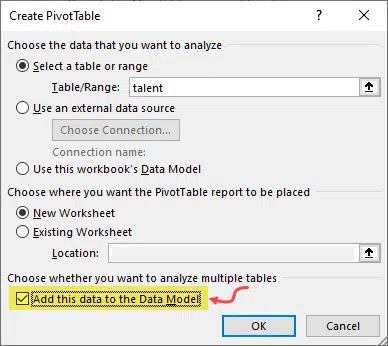 Create PivotTable
? ×
Choose the data that you want to analyze
Select a table or range
Table/Range: talent
Use an external data source
Choose Connection...
Connection name:
Use this workbook's Data Model
Choose where you want the PivotTable report to be placed
New Worksheet
Existing Worksheet
Location:
Choose whether you want to analyze multiple tables
Add this data to the Data Model
OK Cancel